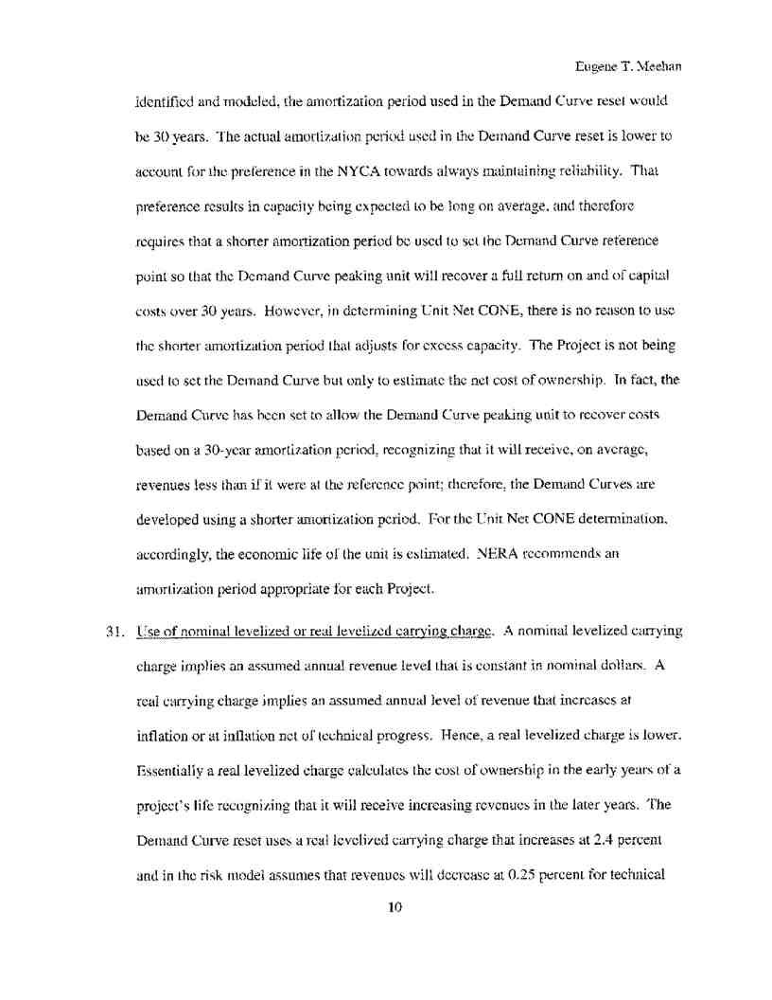 Eugene T. Meehan
identified and modeled, the amortization period used in the Demand Curve reset would
be 30 years. The actual amortization period used in the Demand Curve reset is lower to
account for the preference in the NYCA towards always maintaining reliability. That
preference results in capacity being expected to be long on average, and therefore
requires that a shorter amortization period be used to set the Demand Curve reference
point so that the Demand Curve peaking unit will recover a full return on and of capital
costs over 30 years. However, in determining Unit Net CONE, there is no reason to use
the shorter amortization period that adjusts for excess capacity. The Project is not being
used to set the Demand Curve but only to estimate the net cost of ownership. In fact, the
Demand Curve has been set to allow the Demand Curve peaking unit to recover costs
based on a 30-year amortization period, recognizing that it will receive, on average,
revenues less than if it were at the reference point; therefore, the Demand Curves are
developed using a shorter amortization period. For the Unit Net CONE determination,
accordingly, the economic life of the unit is estimated. NERA recommends an
amortization period appropriate for each Project.
31. Use of nominal levelized or real levelized carrying charge. A nominal levelized carrying
charge implies an assumed annual revenue level that is constant in nominal dollars. A
real carrying charge implies an assumed annual level of revenue that increases at
inflation or at inflation net of technical progress. Hence, a real levelized charge is lower.
Essentially a real levelized charge calculates the cost of ownership in the early years of a
project's life recognizing that it will receive increasing revenues in the later years. The
Demand Curve reset uses a real levelized carrying charge that increases at 2.4 percent
and in the risk model assumes that revenues will decrease at 0.25 percent for technical
10